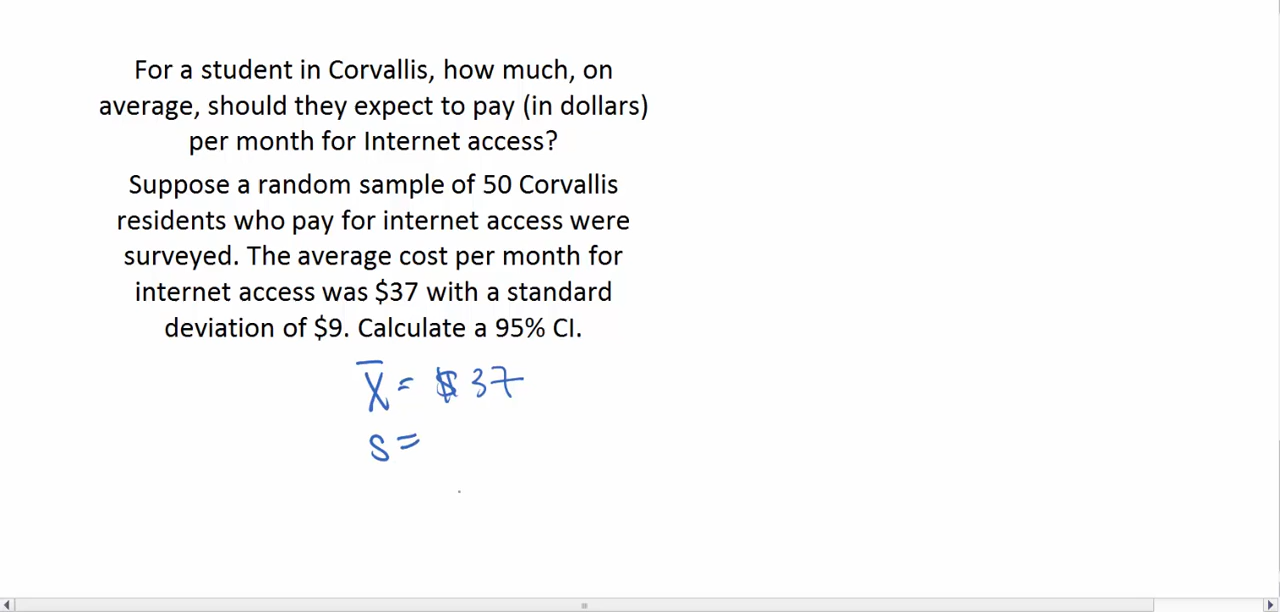 For a student in Corvallis, how much, on
average, should they expect to pay (in dollars)
per month for Internet access?
Suppose a random sample of 50 Corvallis
residents who pay for internet access were
surveyed. The average cost per month for
internet access was $37 with a standard
deviation of $9. Calculate a 95% CI.
x̄ = $37
s =